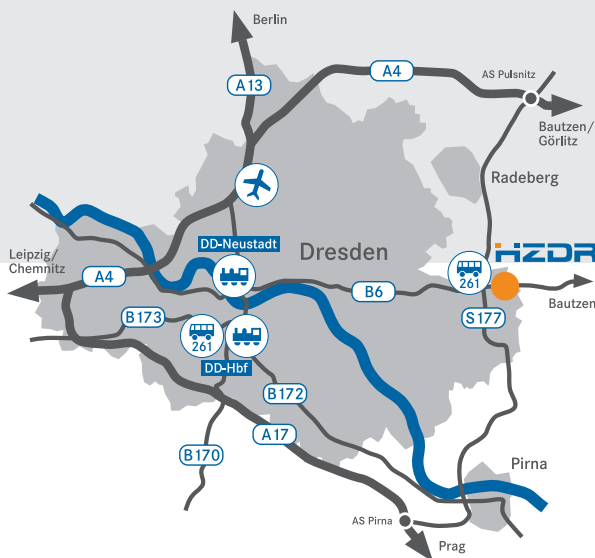 Berlin
A13
A4
AS Pulsnitz
Bautzen/
Görlitz
Radeberg
DD-Neustadt
Dresden
HZDR
Leipzig/
Chemnitz
A4
261
B6
Bautzen
B173
S177
261
DD-Hbf
B172
A17
B170
Pirna
AS Pirna
Prag